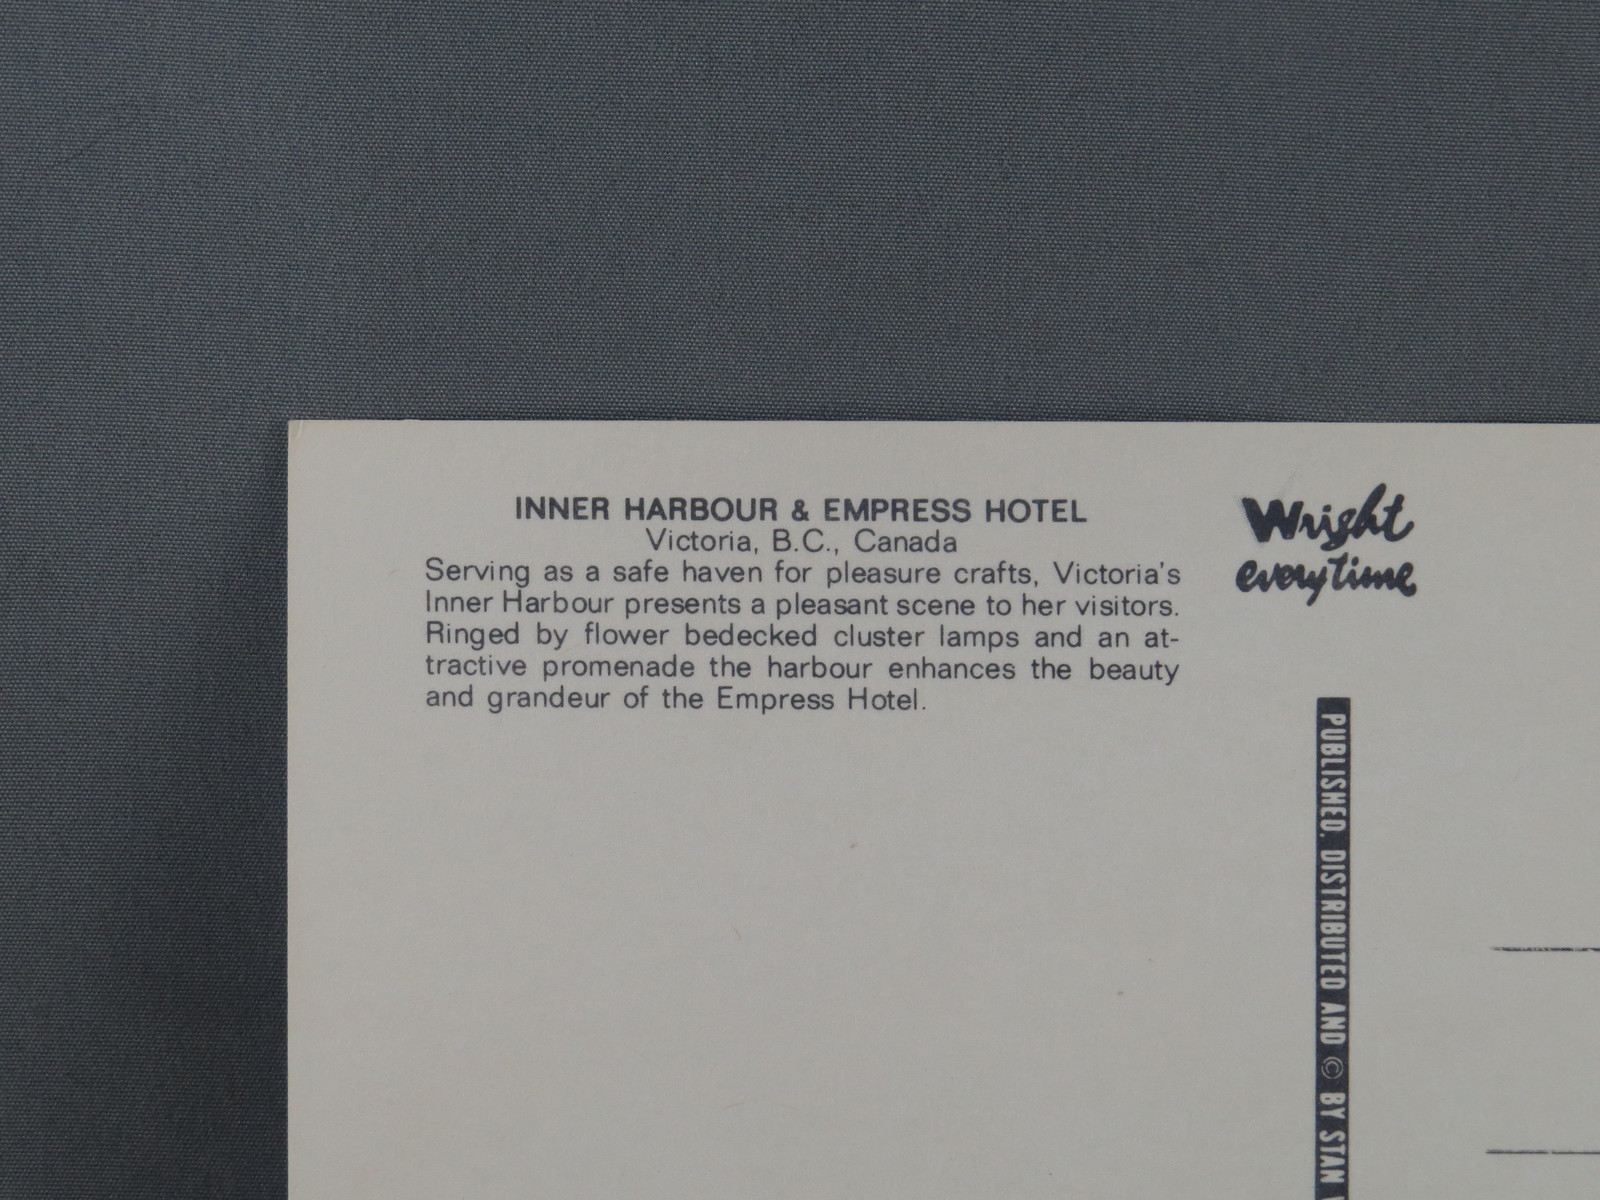 INNER HARBOUR & EMPRESS HOTEL
Victoria, B.C., Canada
Serving as a safe haven for pleasure crafts, Victoria's
Inner Harbour presents a pleasant scene to her visitors.
Ringed by flower bedecked cluster lamps and an at-
tractive promenade the harbour enhances the beauty
and grandeur of the Empress Hotel.
Wright
everytime
PUBLISHED, DISTRIBUTED AND © BY STAN